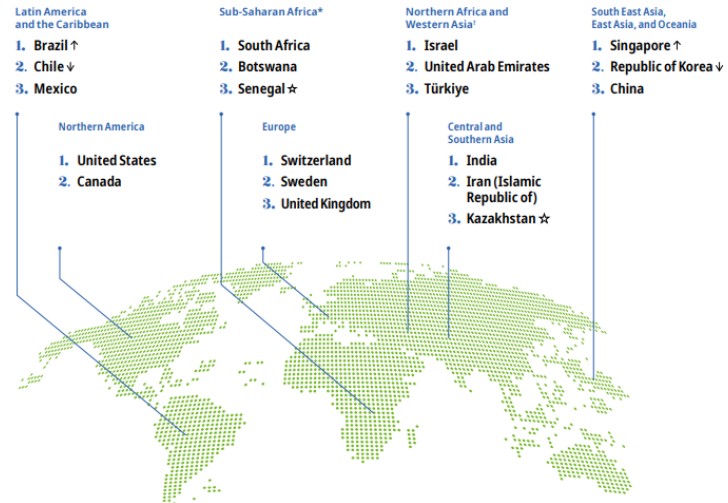 Latin America
and the Caribbean
1. Brazil ↑
2. Chile ↓
3. Mexico
Sub-Saharan Africa*
1. South Africa
2. Botswana
3. Senegal ☆
Northern Africa and
Western Asia†
1. Israel
2. United Arab Emirates
3. Türkiye
South East Asia,
East Asia, and Oceania
1. Singapore ↑
2. Republic of Korea ↓
3. China
Northern America
1. United States
2. Canada
Europe
1. Switzerland
2. Sweden
3. United Kingdom
Central and
Southern Asia
1. India
2. Iran (Islamic
Republic of)
3. Kazakhstan ☆